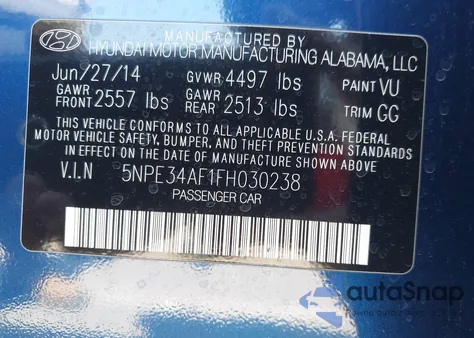 MANUFACTURED BY
HYUNDAI MOTOR MANUFACTURING ALABAMA, LLC
Jun/27/14 GVWR 4497 lbs PAINT VU
GAWR FRONT 2557 lbs GAWR REAR 2513 lbs TRIM GG
THIS VEHICLE CONFORMS TO ALL APPLICABLE U.S.A. FEDERAL
MOTOR VEHICLE SAFETY, BUMPER, AND THEFT PREVENTION STANDARDS
IN EFFECT ON THE DATE OF MANUFACTURE SHOWN ABOVE
V.I.N 5NPE34AF1FH030238
PASSENGER CAR
autoSnap